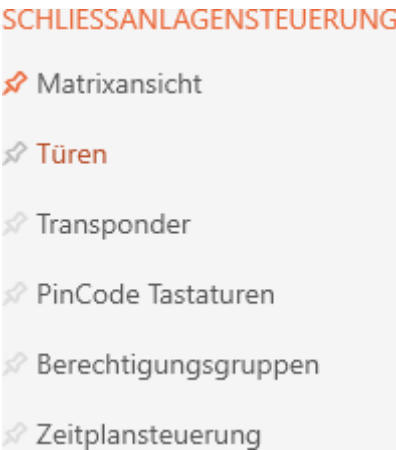 SCHLIESSANLAGENSTEUERUNG
Matrixansicht
Türen
Transponder
PinCode Tastaturen
Berechtigungsgruppen
Zeitplansteuerung